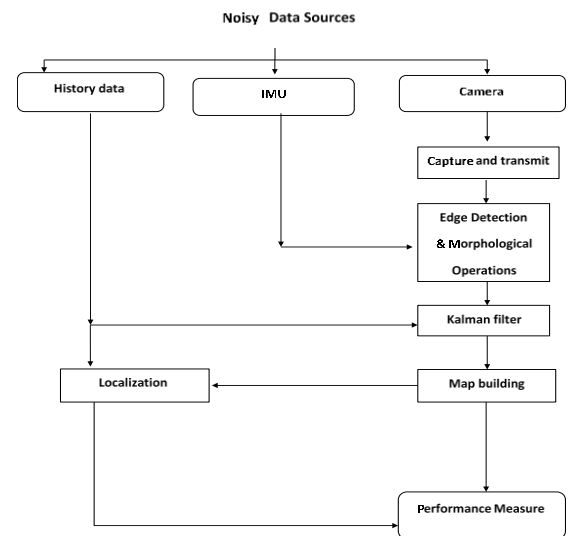 Noisy Data Sources
History data
IMU
Camera
Capture and transmit
Edge Detection
& Morphological
Operations
Kalman filter
Localization
Map building
Performance Measure